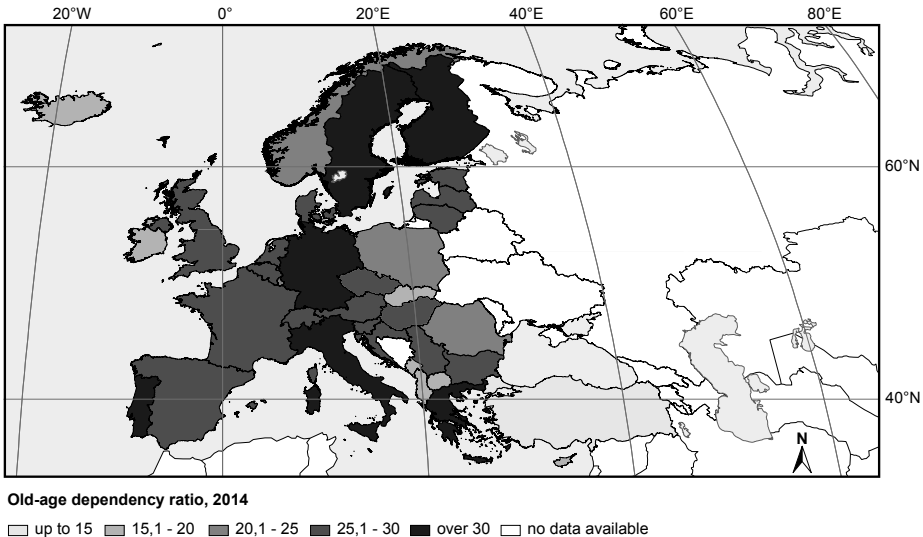 20°W 0° 20°E 40°E 60°E 80°E
60°N
40°N
N
Old-age dependency ratio, 2014
up to 15 15,1 - 20 20,1 - 25 25,1 - 30 over 30 no data available